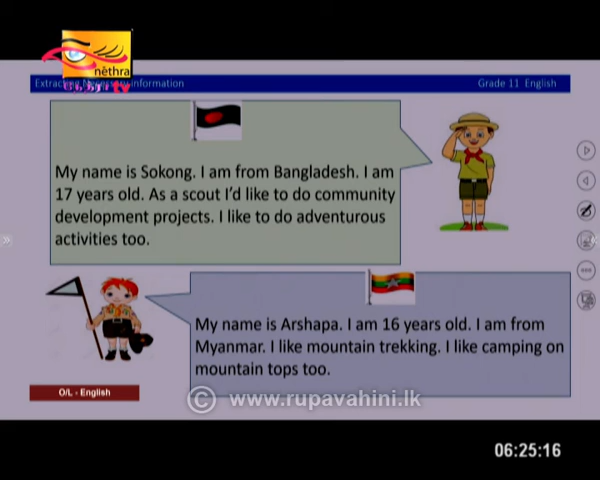 nethra
tv
Extracting Necessary information
Grade 11 English
My name is Sokong. I am from Bangladesh. I am
17 years old. As a scout I'd like to do community
development projects. I like to do adventurous
activities too.
My name is Arshapa. I am 16 years old. I am from
Myanmar. I like mountain trekking. I like camping on
mountain tops too.
O/L - English
© www.rupavahini.lk
06:25:16